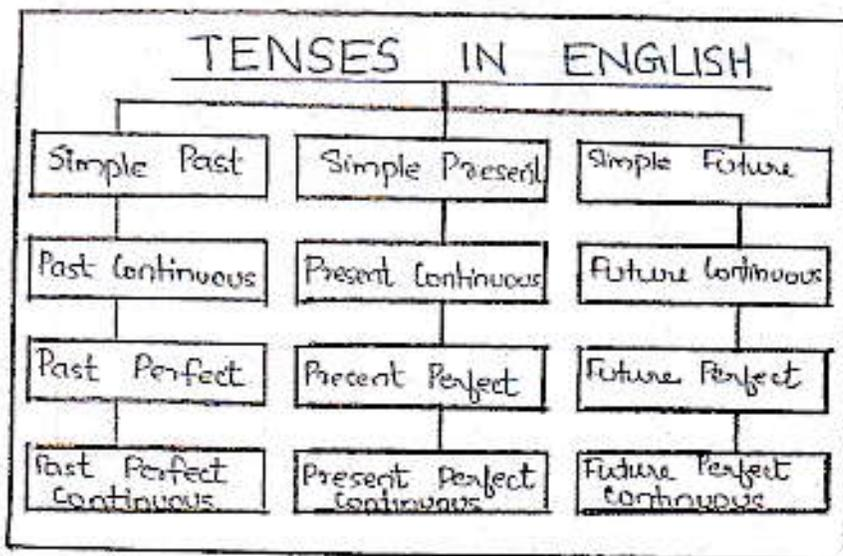 TENSES IN ENGLISH
Simple Past
Simple Present
Simple Future
Past Continuous
Present Continuous
Future Continuous
Past Perfect
Present Perfect
Future Perfect
Past Perfect
Continuous
Present Perfect
Continuous
Future Perfect
Continuous